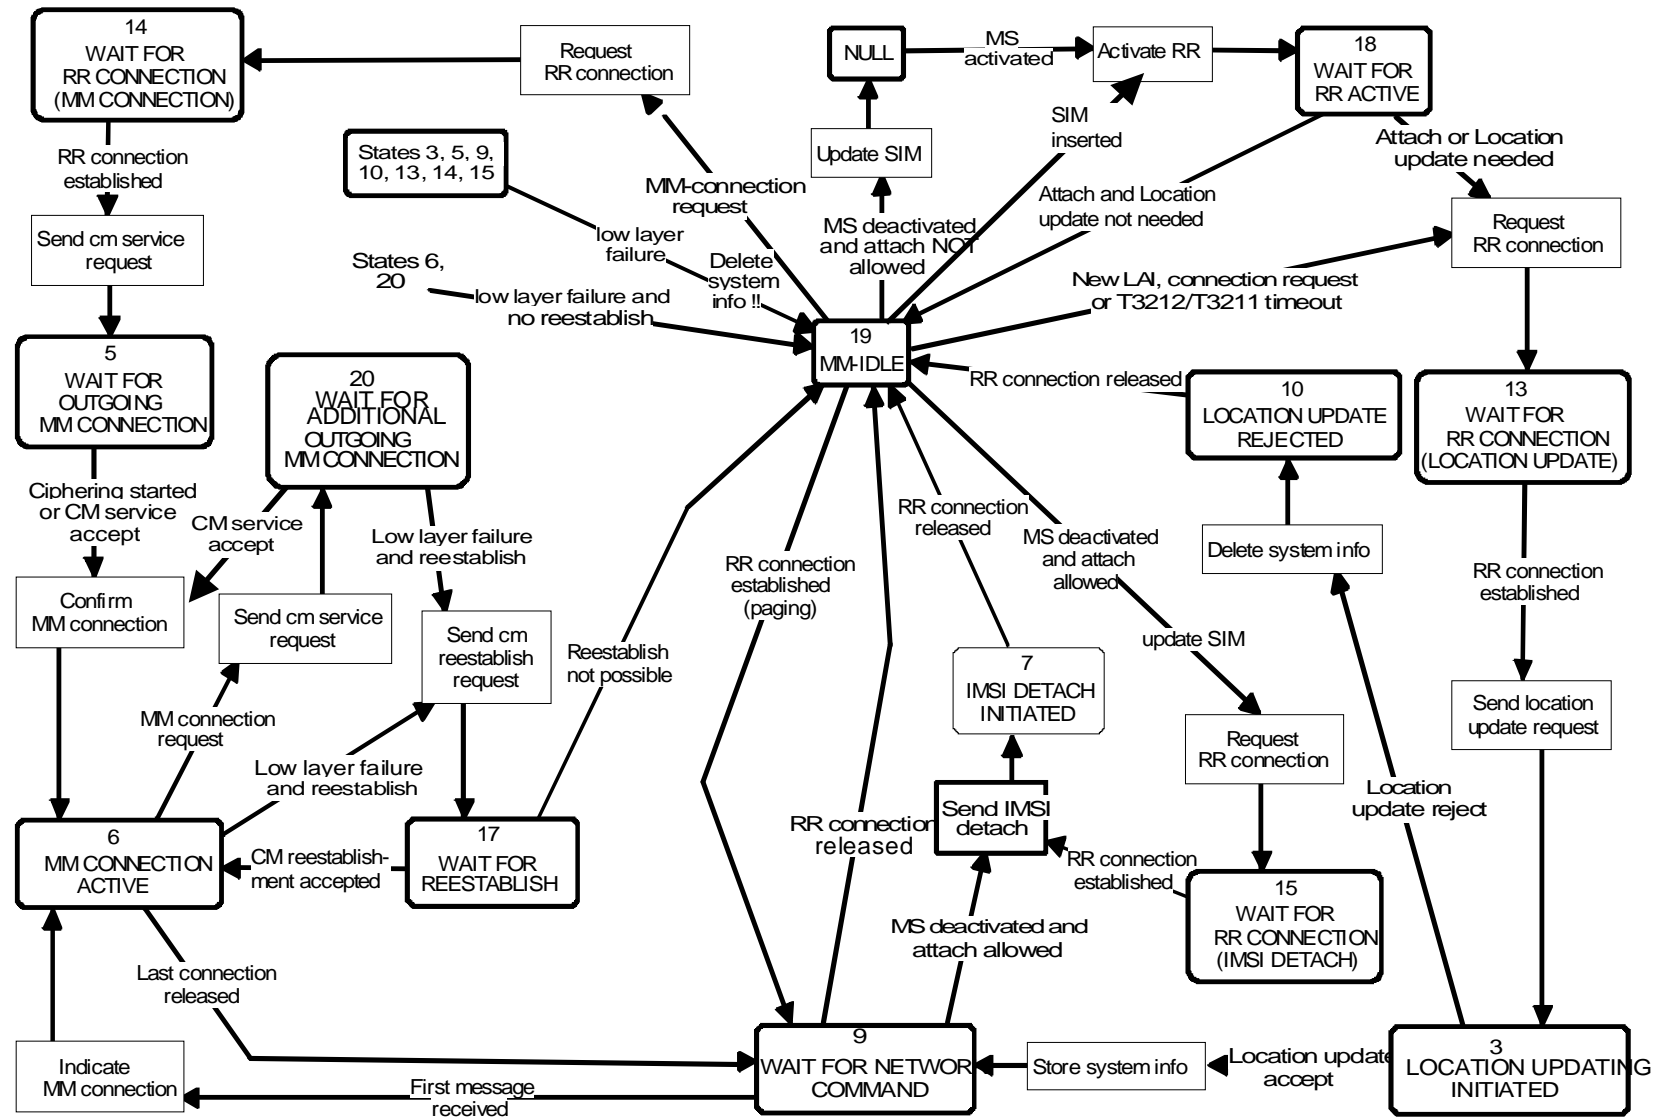 14
WAIT FOR
RR CONNECTION
(MM CONNECTION)
Request
RR connection
NULL
MS
activated
Activate RR
18
WAIT FOR
RR ACTIVE
RR connection
established
States 3, 5, 9,
10, 13, 14, 15
Update SIM
SIM
inserted
Attach or Location
update needed
Send cm service
request
MM-connection
request
MS deactivated
and attach NOT
allowed
Attach and Location
update not needed
Request
RR connection
low layer
failure
Delete
system
info !!
States 6,
20
low layer failure and
no reestablish
New LAI, connection request
or T3212/T3211 timeout
19
MM-IDLE
5
WAIT FOR
OUTGOING
MM CONNECTION
20
WAIT FOR
ADDITIONAL
OUTGOING
MM CONNECTION
RR connection released
10
LOCATION UPDATE
REJECTED
13
WAIT FOR
RR CONNECTION
(LOCATION UPDATE)
Ciphering started
or CM service
accept
CM service
accept
Low layer failure
and reestablish
RR connection
released
MS deactivated
and attach
allowed
Delete system info
RR connection
established
(paging)
RR connection
established
Confirm
MM connection
Send cm service
request
Send cm
reestablish
request
Reestablish
not possible
7
IMSI DETACH
INITIATED
update SIM
Send location
update request
MM connection
request
Low layer failure
and reestablish
Request
RR connection
Location
update reject
Send IMSI
detach
RR connection
released
6
MM CONNECTION
ACTIVE
CM reestablish-
ment accepted
17
WAIT FOR
REESTABLISH
RR connection
established
15
WAIT FOR
RR CONNECTION
(IMSI DETACH)
MS deactivated and
attach allowed
Last connection
released
Indicate
MM connection
First message
received
9
WAIT FOR NETWOR
COMMAND
Store system info
Location update
accept
3
LOCATION UPDATING
INITIATED